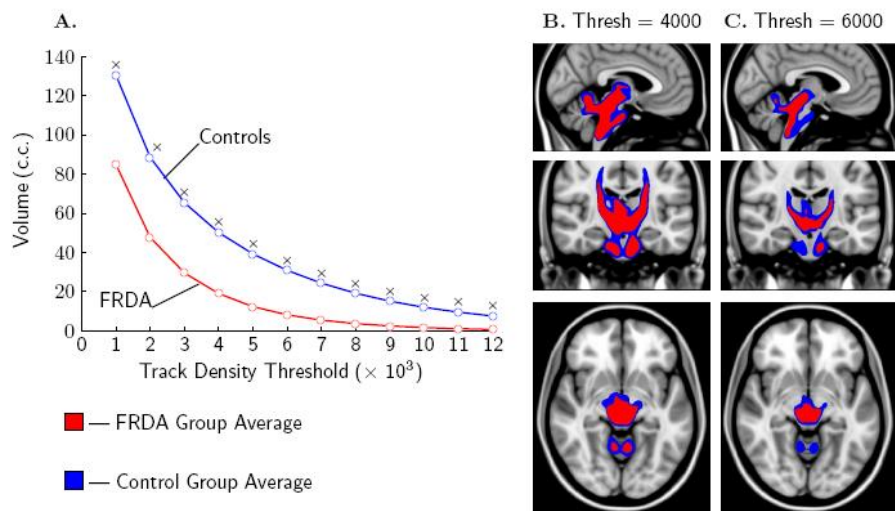 A.
B. Thresh = 4000
C. Thresh = 6000
140
120
100
80
60
40
20
0
Volume (c.c.)
Controls
FRDA
0 1 2 3 4 5 6 7 8 9 10 11 12
Track Density Threshold (× 10³)
— FRDA Group Average
— Control Group Average